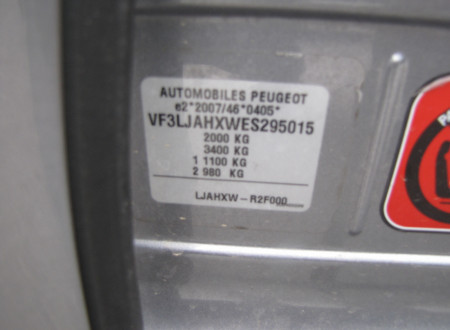 AUTOMOBILES PEUGEOT
e2*2007/46*0405*
VF3LJAHXWES295015
2000 KG
3400 KG
1 1100 KG
2 980 KG
LJAHXW-R2F000